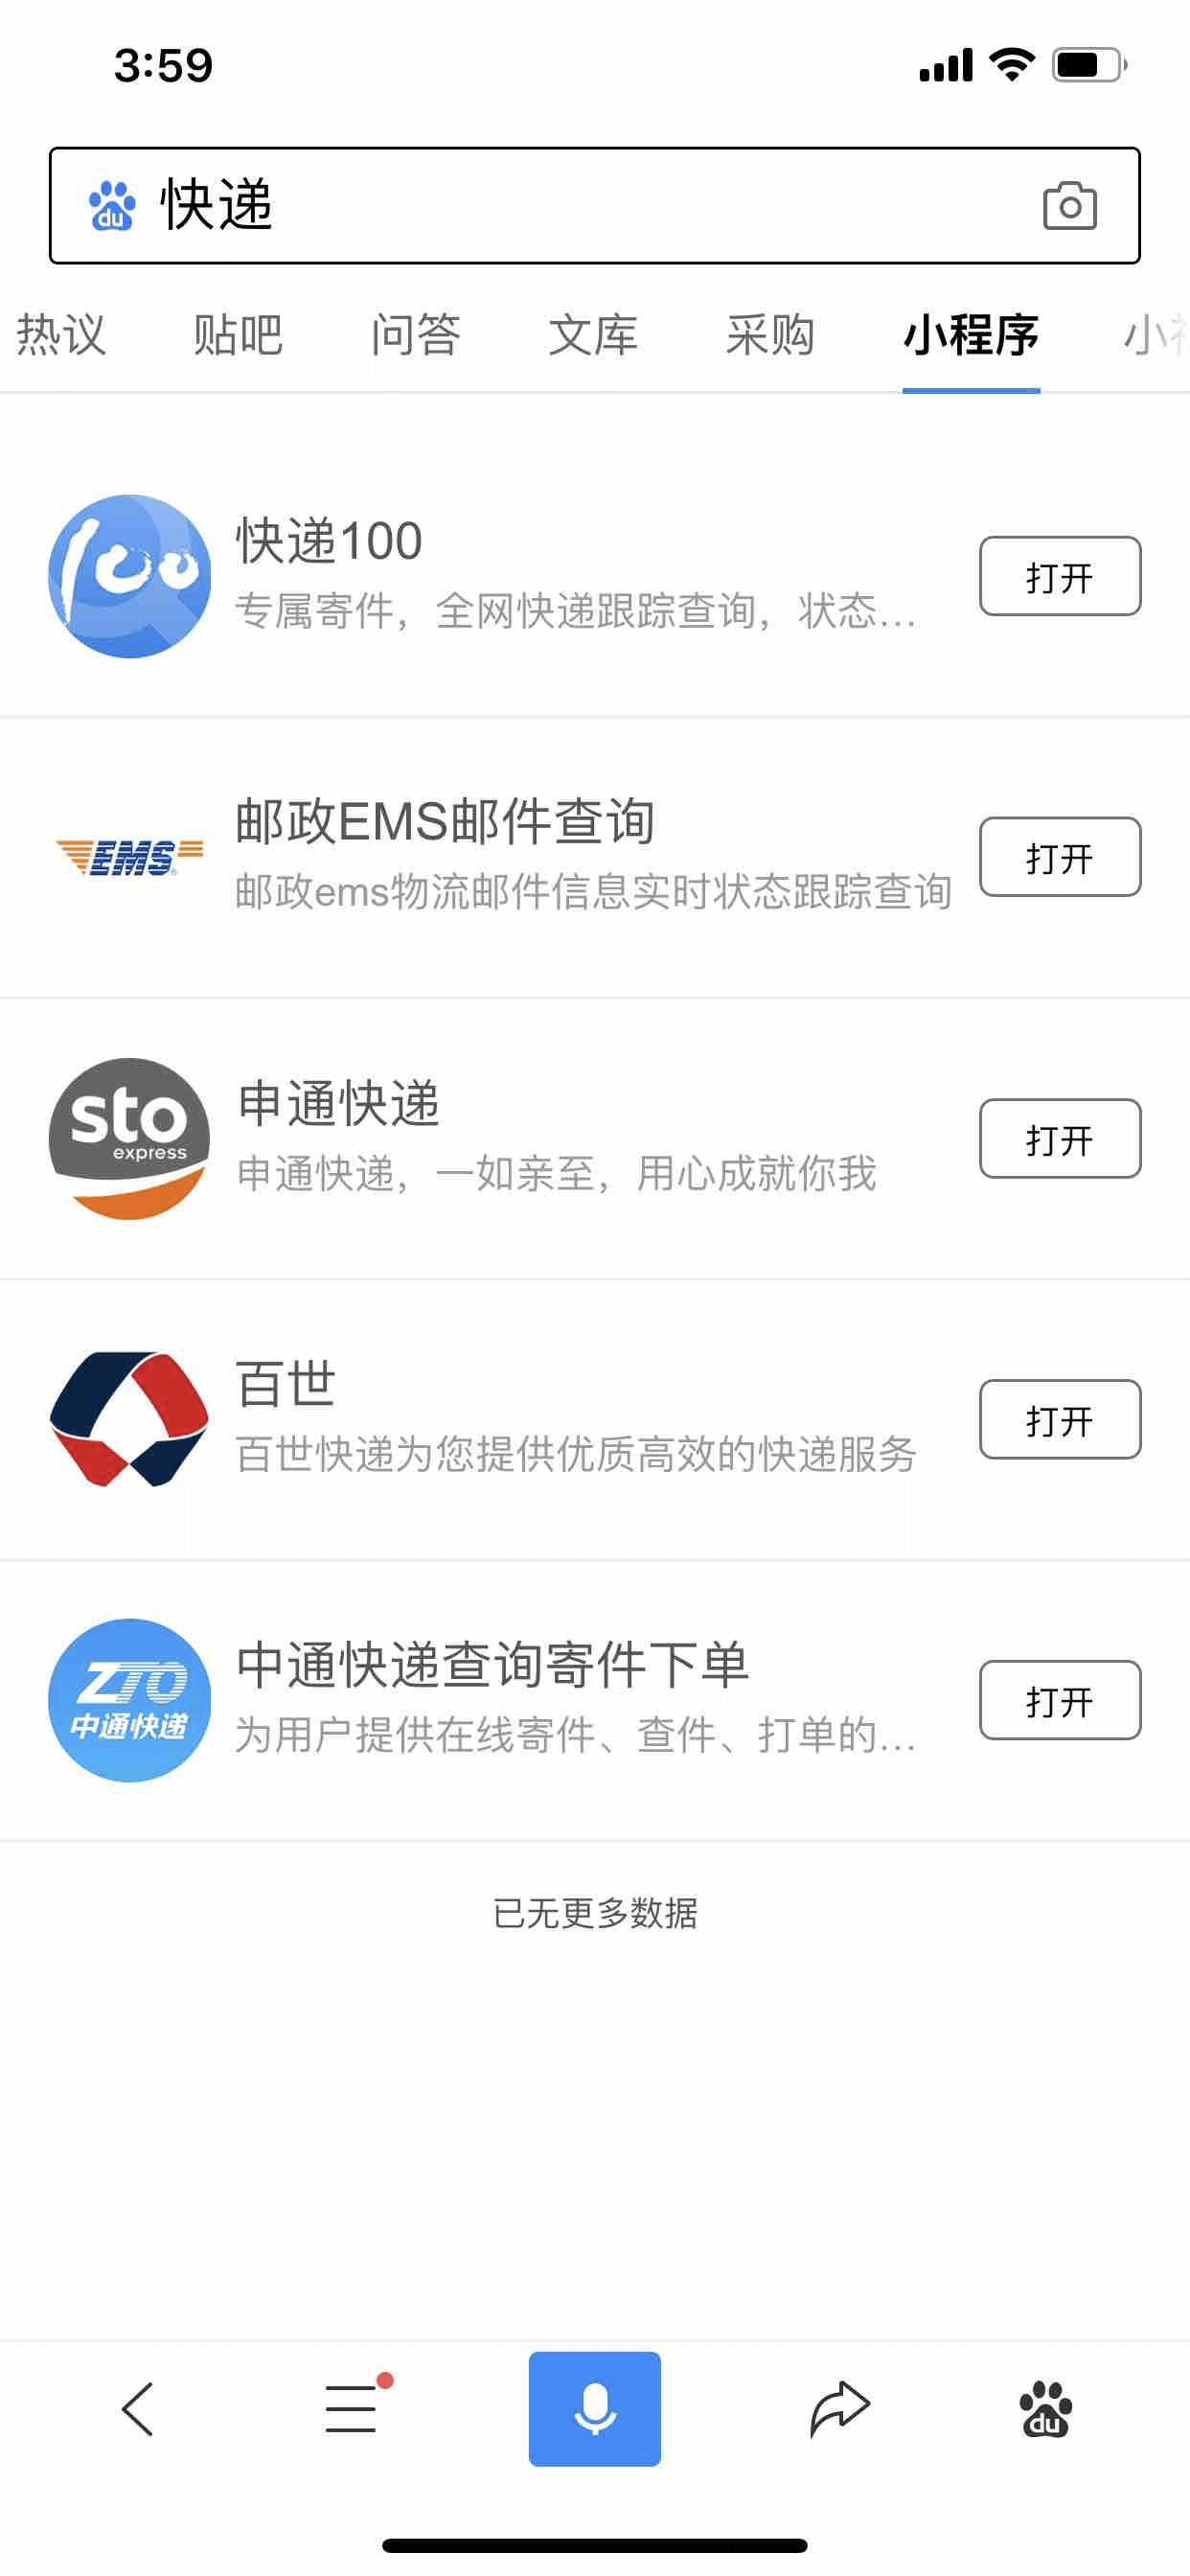 3:59
du 快递
热议 贴吧 问答 文库 采购 小程序 小
100
快递100
专属寄件，全网快递跟踪查询，状态...
打开
EMS
邮政EMS邮件查询
邮政ems物流邮件信息实时状态跟踪查询
打开
sto
express
申通快递
申通快递，一如亲至，用心成就你我
打开
百世
百世快递为您提供优质高效的快递服务
打开
ZTO
中通快递
中通快递查询寄件下单
为用户提供在线寄件、查件、打单的...
打开
已无更多数据
du